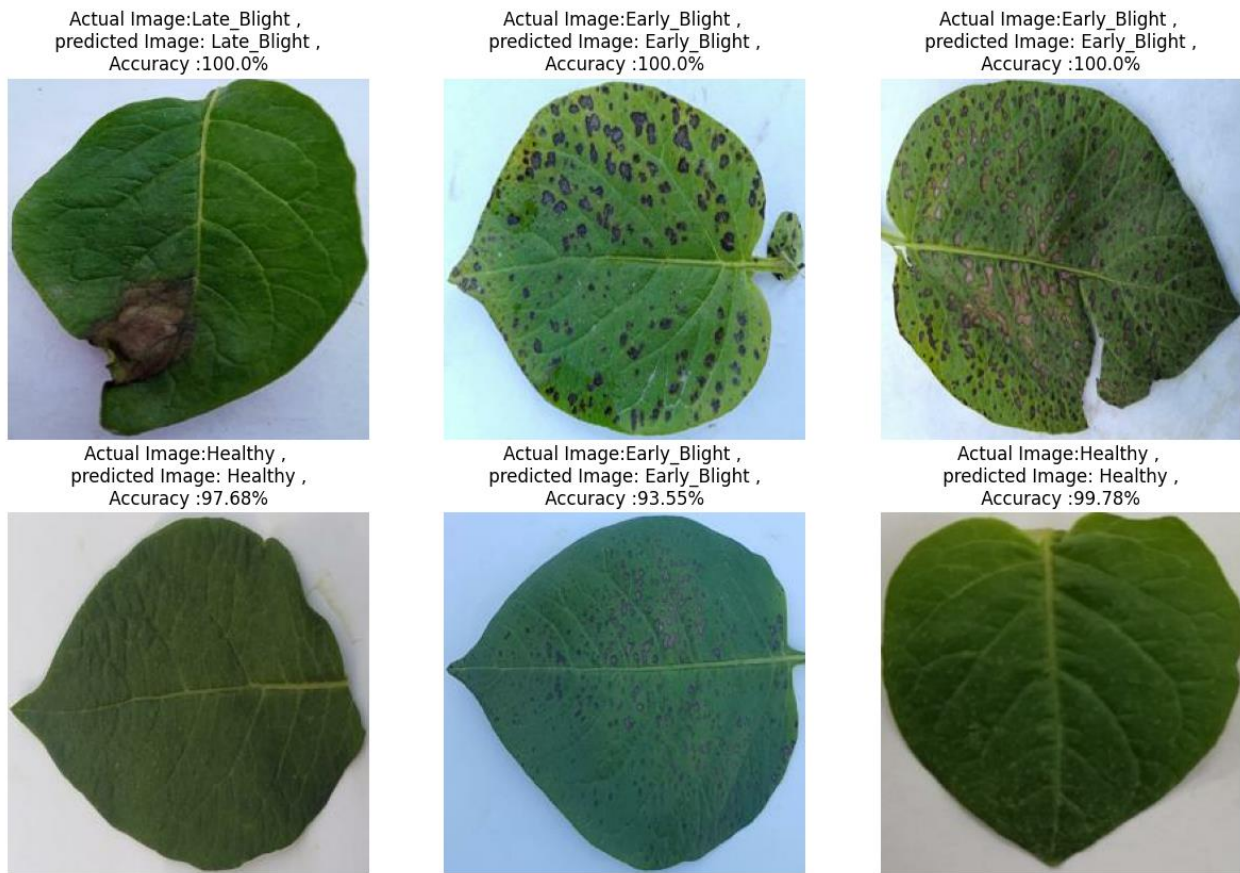 Actual Image:Late_Blight ,
predicted Image: Late_Blight ,
Accuracy :100.0%
Actual Image:Early_Blight ,
predicted Image: Early_Blight ,
Accuracy :100.0%
Actual Image:Early_Blight ,
predicted Image: Early_Blight ,
Accuracy :100.0%
Actual Image:Healthy ,
predicted Image: Healthy ,
Accuracy :97.68%
Actual Image:Early_Blight ,
predicted Image: Early_Blight ,
Accuracy :93.55%
Actual Image:Healthy ,
predicted Image: Healthy ,
Accuracy :99.78%